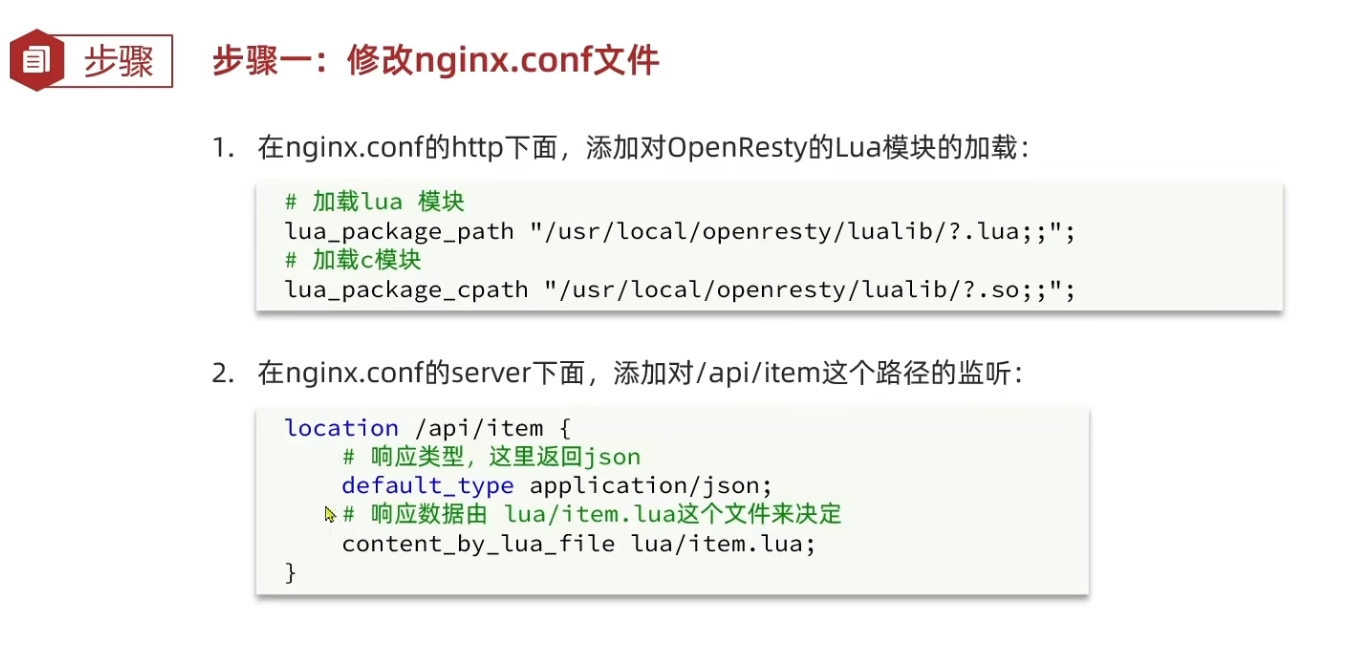 步骤
步骤一：修改nginx.conf文件
1. 在nginx.conf的http下面，添加对OpenResty的Lua模块的加载：
# 加载lua 模块
lua_package_path "/usr/local/openresty/lualib/?.lua;;";
# 加载c模块
lua_package_cpath "/usr/local/openresty/lualib/?.so;;";
2. 在nginx.conf的server下面，添加对/api/item这个路径的监听：
location /api/item {
# 响应类型，这里返回json
default_type application/json;
# 响应数据由 lua/item.lua这个文件来决定
content_by_lua_file lua/item.lua;
}